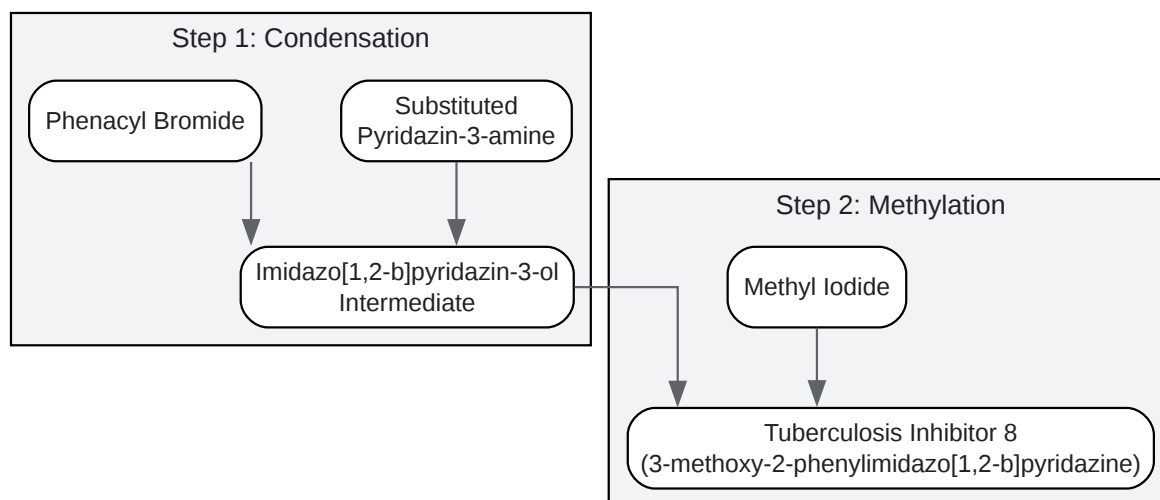 Step 1: Condensation
Phenacyl Bromide
Substituted
Pyridazin-3-amine
Imidazo[1,2-b]pyridazin-3-ol
Intermediate
Step 2: Methylation
Methyl Iodide
Tuberculosis Inhibitor 8
(3-methoxy-2-phenylimidazo[1,2-b]pyridazine)